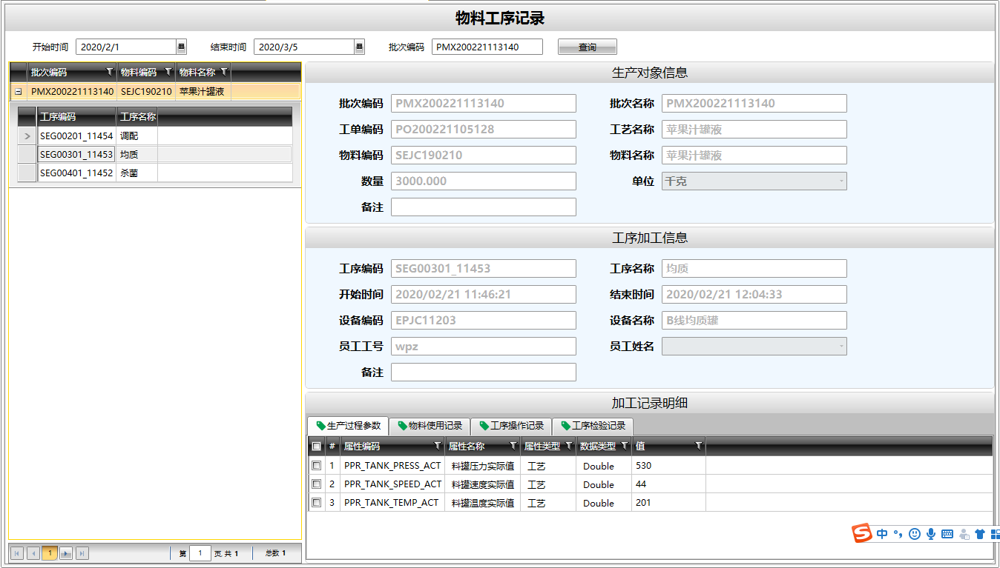 物料工序记录
开始时间 2020/2/1 结束时间 2020/3/5 批次编码 PMX200221113140 查询
批次编码 物料编码 物料名称
PMX200221113140 SEJC190210 苹果汁罐液
工序编码 工序名称
SEG00201_11454 调配
SEG00301_11453 均质
SEG00401_11452 杀菌
1 第 1 页 共 1 总数 1
生产对象信息
批次编码 PMX200221113140 批次名称 PMX200221113140
工单编码 PO200221105128 工艺名称 苹果汁罐液
物料编码 SEJC190210 物料名称 苹果汁罐液
数量 3000.000 单位 千克
备注
工序加工信息
工序编码 SEG00301_11453 工序名称 均质
开始时间 2020/02/21 11:46:21 结束时间 2020/02/21 12:04:33
设备编码 EPJC11203 设备名称 B线均质罐
员工工号 wpz 员工姓名
备注
加工记录明细
生产过程参数 物料使用记录 工序操作记录 工序检验记录
# 属性编码 属性名称 属性类型 数据类型 值
1 PPR_TANK_PRESS_ACT 料罐压力实际值 工艺 Double 530
2 PPR_TANK_SPEED_ACT 料罐速度实际值 工艺 Double 44
3 PPR_TANK_TEMP_ACT 料罐温度实际值 工艺 Double 201
S 中 °,